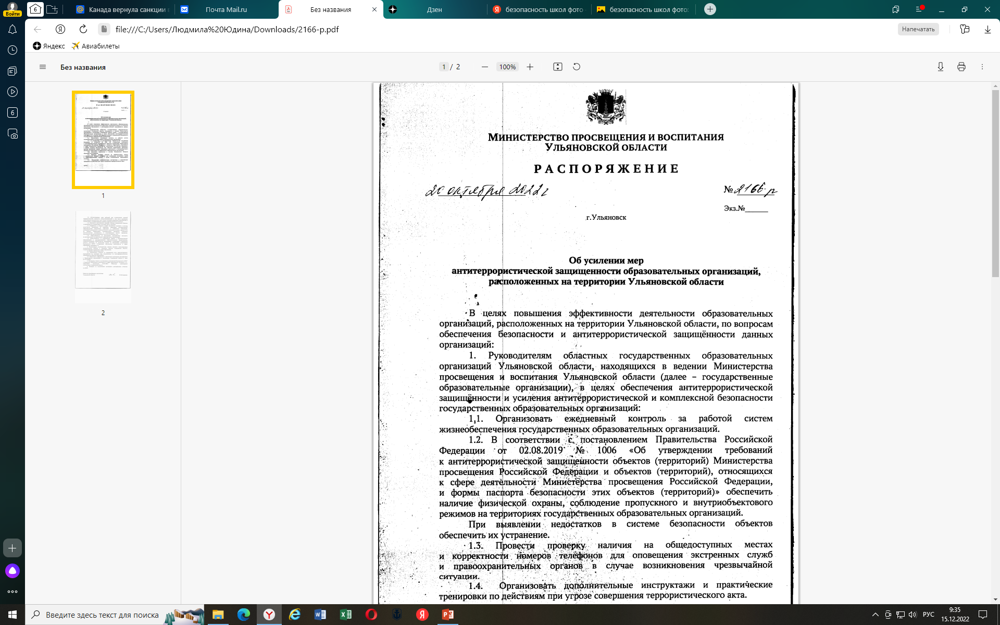 Войти
6
Канада вернула санкции в
Почта Mail.ru
Без названия
Дзен
безопасность школ фото
безопасность школ фото:
file:///C:/Users/Людмила%20Юдина/Downloads/2166-р.pdf
Напечатать
Яндекс
Авиабилеты
Без названия
1 / 2
100%
6
1
2
МИНИСТЕРСТВО ПРОСВЕЩЕНИЯ И ВОСПИТАНИЯ
УЛЬЯНОВСКОЙ ОБЛАСТИ
РАСПОРЯЖЕНИЕ
20 октября 2022 г
№ 2166-р
Экз.№______
г.Ульяновск
Об усилении мер
антитеррористической защищенности образовательных организаций,
расположенных на территории Ульяновской области
В целях повышения эффективности деятельности образовательных
организаций, расположенных на территории Ульяновской области, по вопросам
обеспечения безопасности и антитеррористической защищённости данных
организаций:
1. Руководителям областных государственных образовательных
организаций Ульяновской области, находящихся в ведении Министерства
просвещения и воспитания Ульяновской области (далее – государственные
образовательные организации), в целях обеспечения антитеррористической
защищённости и усиления антитеррористической и комплексной безопасности
государственных образовательных организаций:
1.1. Организовать ежедневный контроль за работой систем
жизнеобеспечения государственных образовательных организаций.
1.2. В соответствии с постановлением Правительства Российской
Федерации от 02.08.2019 № 1006 «Об утверждении требований
к антитеррористической защищенности объектов (территорий) Министерства
просвещения Российской Федерации и объектов (территорий), относящихся
к сфере деятельности Министерства просвещения Российской Федерации,
и формы паспорта безопасности этих объектов (территорий)» обеспечить
наличие физической охраны, соблюдение пропускного и внутриобъектового
режимов на территориях государственных образовательных организаций.
При выявлении недостатков в системе безопасности объектов
обеспечить их устранение.
1.3. Провести проверку наличия на общедоступных местах
и корректности номеров телефонов для оповещения экстренных служб
и правоохранительных органов в случае возникновения чрезвычайной
ситуации.
1.4. Организовать дополнительные инструктажи и практические
тренировки по действиям при угрозе совершения террористического акта.
Введите здесь текст для поиска
РУС
9:35
15.12.2022